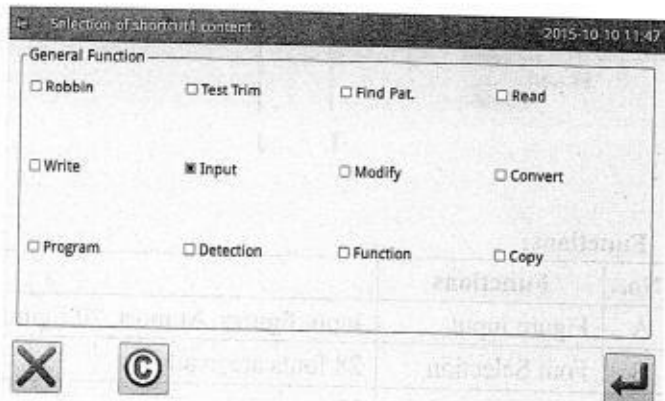 Selection of shortcut1 content 2015-10-10 11:47
General Function
Robbin Test Trim Find Pat. Read
Write Input Modify Convert
Program Detection Function Copy
©